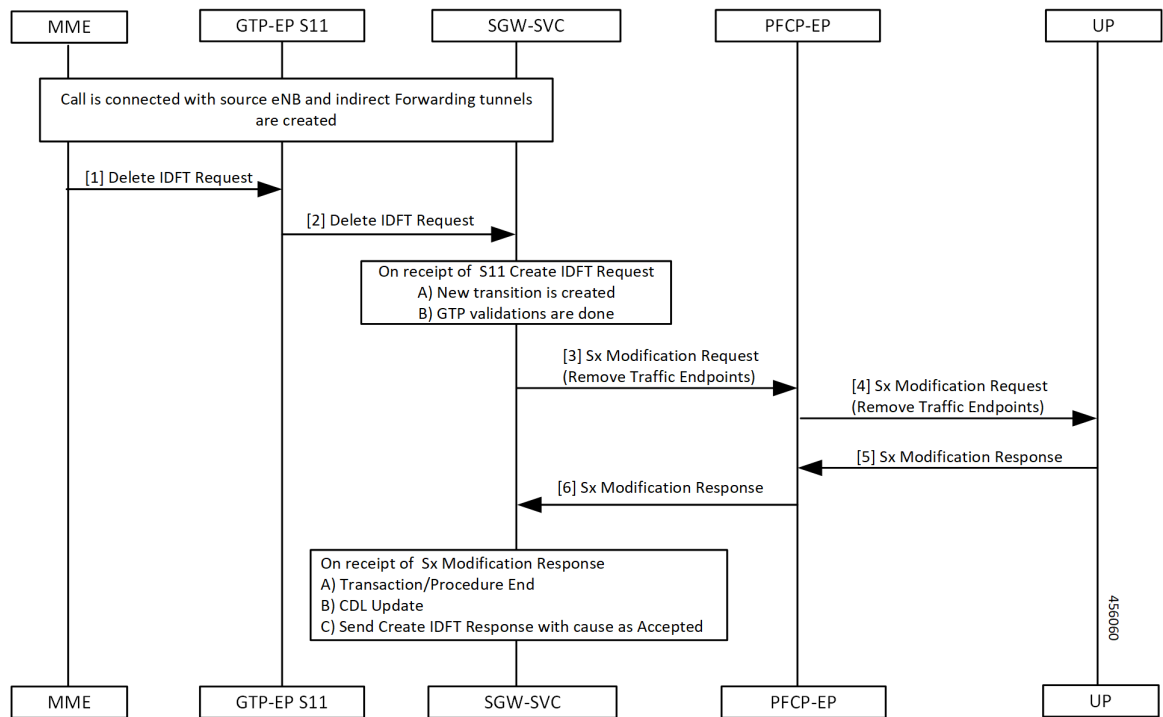 MME
GTP-EP S11
SGW-SVC
PFCP-EP
UP
Call is connected with source eNB and indirect Forwarding tunnels
are created
[1] Delete IDFT Request
[2] Delete IDFT Request
On receipt of S11 Create IDFT Request
A) New transition is created
B) GTP validations are done
[3] Sx Modification Request
(Remove Traffic Endpoints)
[4] Sx Modification Request
(Remove Traffic Endpoints)
[5] Sx Modification Response
[6] Sx Modification Response
On receipt of Sx Modification Response
A) Transaction/Procedure End
B) CDL Update
C) Send Create IDFT Response with cause as Accepted
456060
MME
GTP-EP S11
SGW-SVC
PFCP-EP
UP